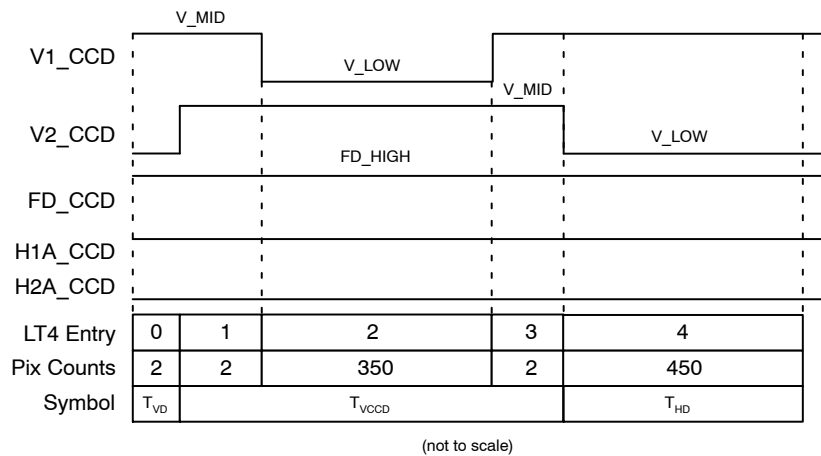 V_MID
V1_CCD
V_LOW
V_MID
V2_CCD
V_LOW
FD_HIGH
FD_CCD
H1A_CCD
H2A_CCD
LT4 Entry 0 1 2 3 4
Pix Counts 2 2 350 2 450
Symbol TVD TVCCD THD
(not to scale)